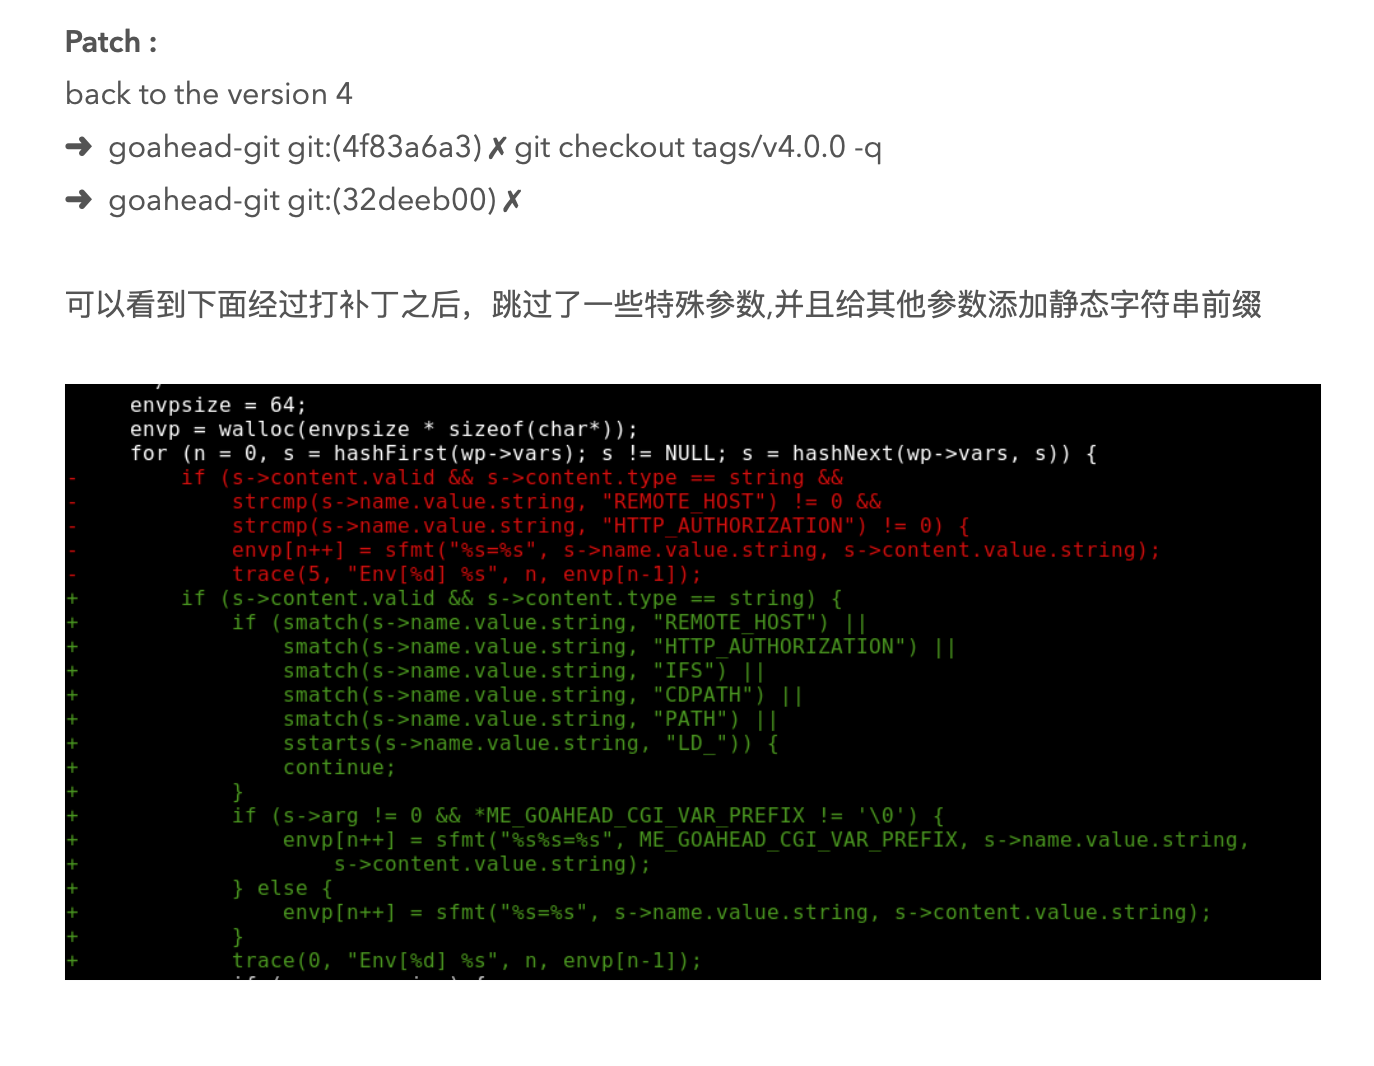 Patch :
back to the version 4
➜ goahead-git git:(4f83a6a3) ✗ git checkout tags/v4.0.0 -q
➜ goahead-git git:(32deeb00) ✗
可以看到下面经过打补丁之后，跳过了一些特殊参数,并且给其他参数添加静态字符串前缀
    envpsize = 64;
    envp = walloc(envpsize * sizeof(char*));
    for (n = 0, s = hashFirst(wp->vars); s != NULL; s = hashNext(wp->vars, s)) {
-        if (s->content.valid && s->content.type == string &&
-            strcmp(s->name.value.string, "REMOTE_HOST") != 0 &&
-            strcmp(s->name.value.string, "HTTP_AUTHORIZATION") != 0) {
-            envp[n++] = sfmt("%s=%s", s->name.value.string, s->content.value.string);
-            trace(5, "Env[%d] %s", n, envp[n-1]);
+        if (s->content.valid && s->content.type == string) {
+            if (smatch(s->name.value.string, "REMOTE_HOST") ||
+                smatch(s->name.value.string, "HTTP_AUTHORIZATION") ||
+                smatch(s->name.value.string, "IFS") ||
+                smatch(s->name.value.string, "CDPATH") ||
+                smatch(s->name.value.string, "PATH") ||
+                sstarts(s->name.value.string, "LD_")) {
+                continue;
+            }
+            if (s->arg != 0 && *ME_GOAHEAD_CGI_VAR_PREFIX != '\0') {
+                envp[n++] = sfmt("%s%s=%s", ME_GOAHEAD_CGI_VAR_PREFIX, s->name.value.string,
+                    s->content.value.string);
+            } else {
+                envp[n++] = sfmt("%s=%s", s->name.value.string, s->content.value.string);
+            }
+            trace(0, "Env[%d] %s", n, envp[n-1]);